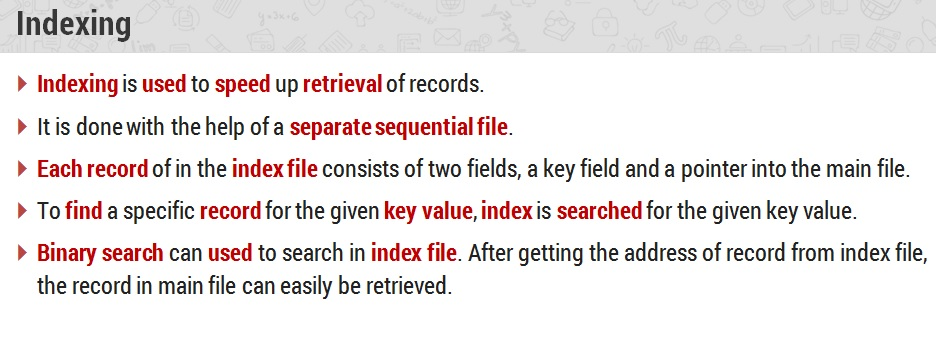 Indexing
Indexing is used to speed up retrieval of records.
It is done with the help of a separate sequential file.
Each record of in the index file consists of two fields, a key field and a pointer into the main file.
To find a specific record for the given key value, index is searched for the given key value.
Binary search can used to search in index file. After getting the address of record from index file,
the record in main file can easily be retrieved.